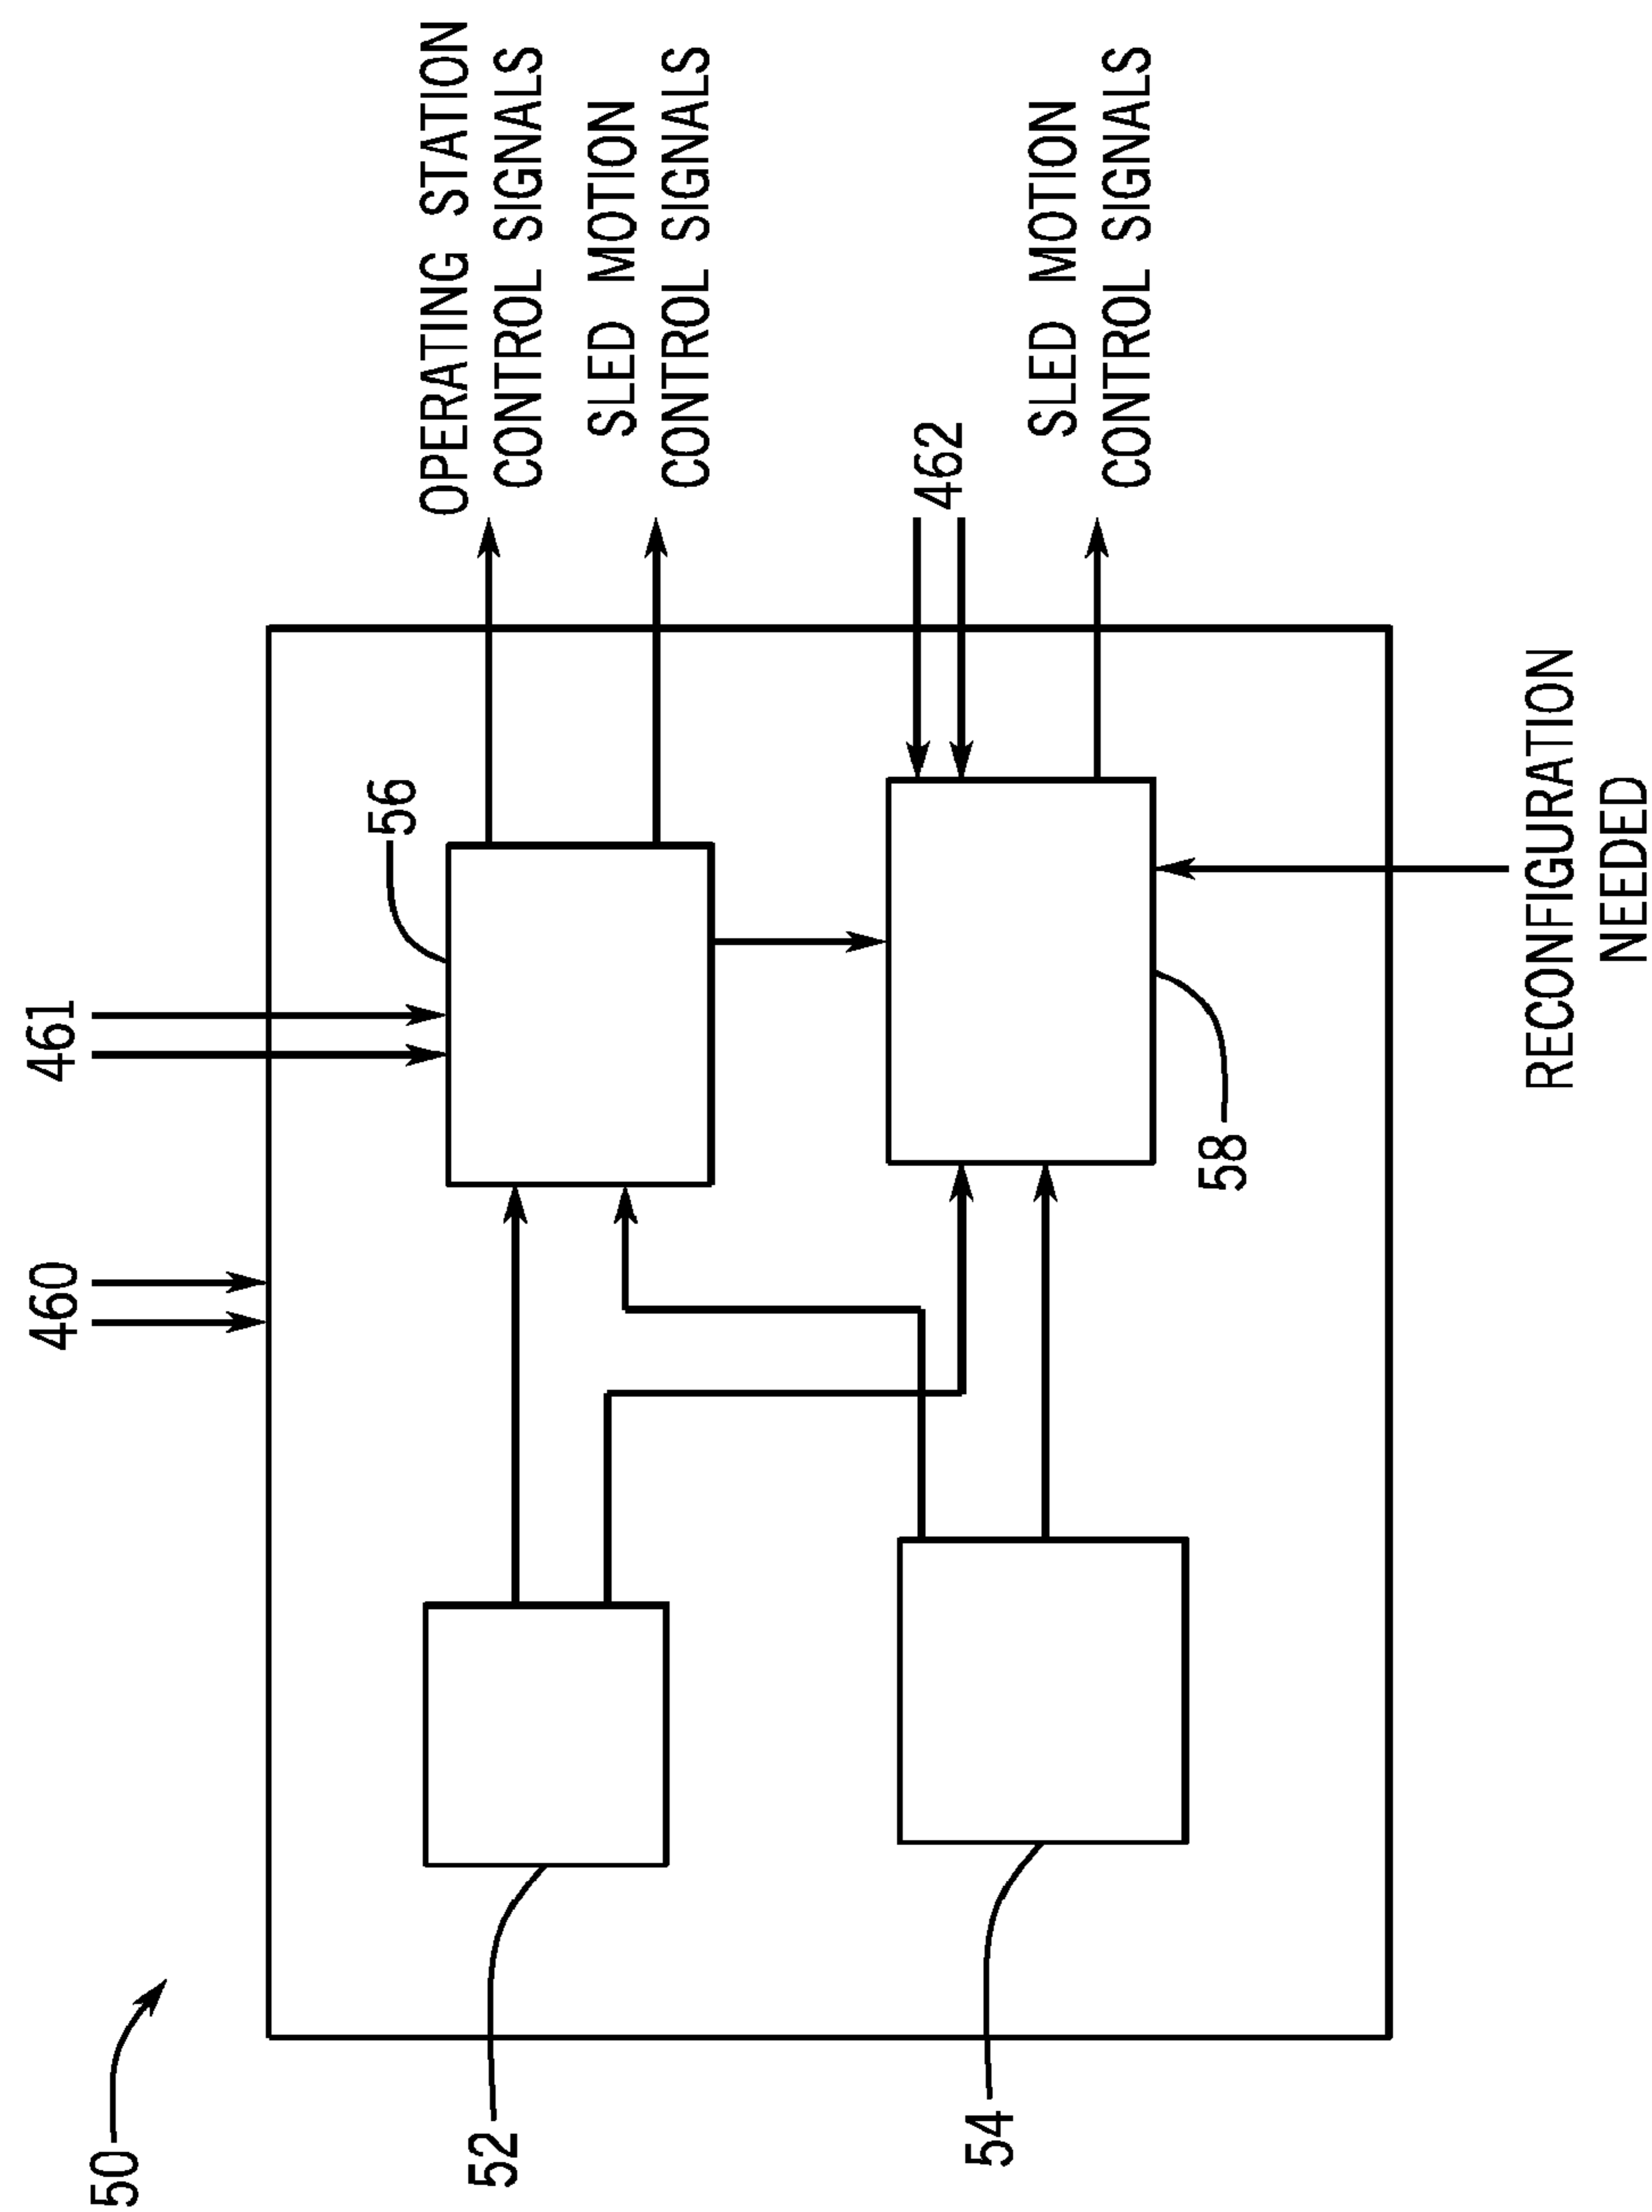 50
460
461
56
OPERATING STATION
CONTROL SIGNALS
SLED MOTION
CONTROL SIGNALS
52
462
SLED MOTION
CONTROL SIGNALS
54
58
RECONFIGURATION
NEEDED